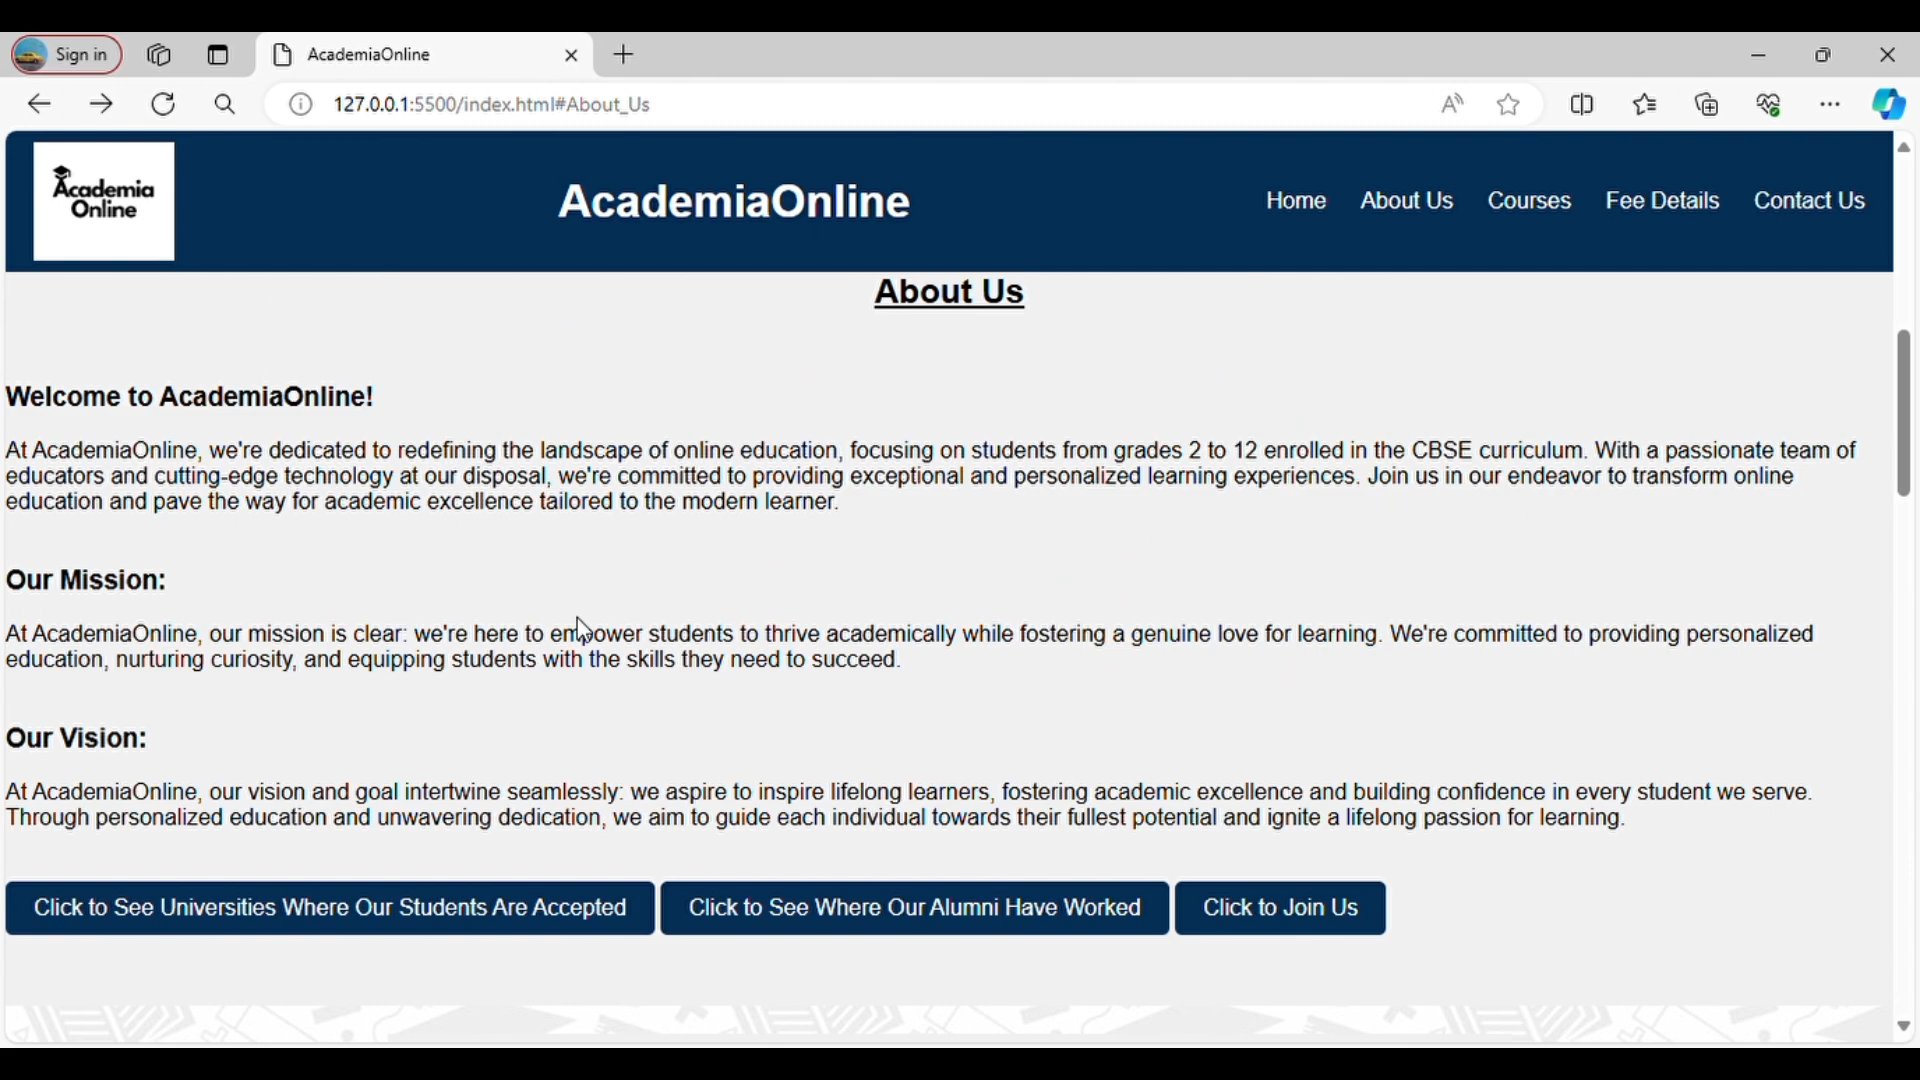 Sign in
AcademiaOnline
127.0.0.1:5500/index.html#About_Us
Academia
Online
AcademiaOnline
Home About Us Courses Fee Details Contact Us
About Us
Welcome to AcademiaOnline!
At AcademiaOnline, we're dedicated to redefining the landscape of online education, focusing on students from grades 2 to 12 enrolled in the CBSE curriculum. With a passionate team of
educators and cutting-edge technology at our disposal, we're committed to providing exceptional and personalized learning experiences. Join us in our endeavor to transform online
education and pave the way for academic excellence tailored to the modern learner.
Our Mission:
At AcademiaOnline, our mission is clear: we're here to empower students to thrive academically while fostering a genuine love for learning. We're committed to providing personalized
education, nurturing curiosity, and equipping students with the skills they need to succeed.
Our Vision:
At AcademiaOnline, our vision and goal intertwine seamlessly: we aspire to inspire lifelong learners, fostering academic excellence and building confidence in every student we serve.
Through personalized education and unwavering dedication, we aim to guide each individual towards their fullest potential and ignite a lifelong passion for learning.
Click to See Universities Where Our Students Are Accepted Click to See Where Our Alumni Have Worked Click to Join Us